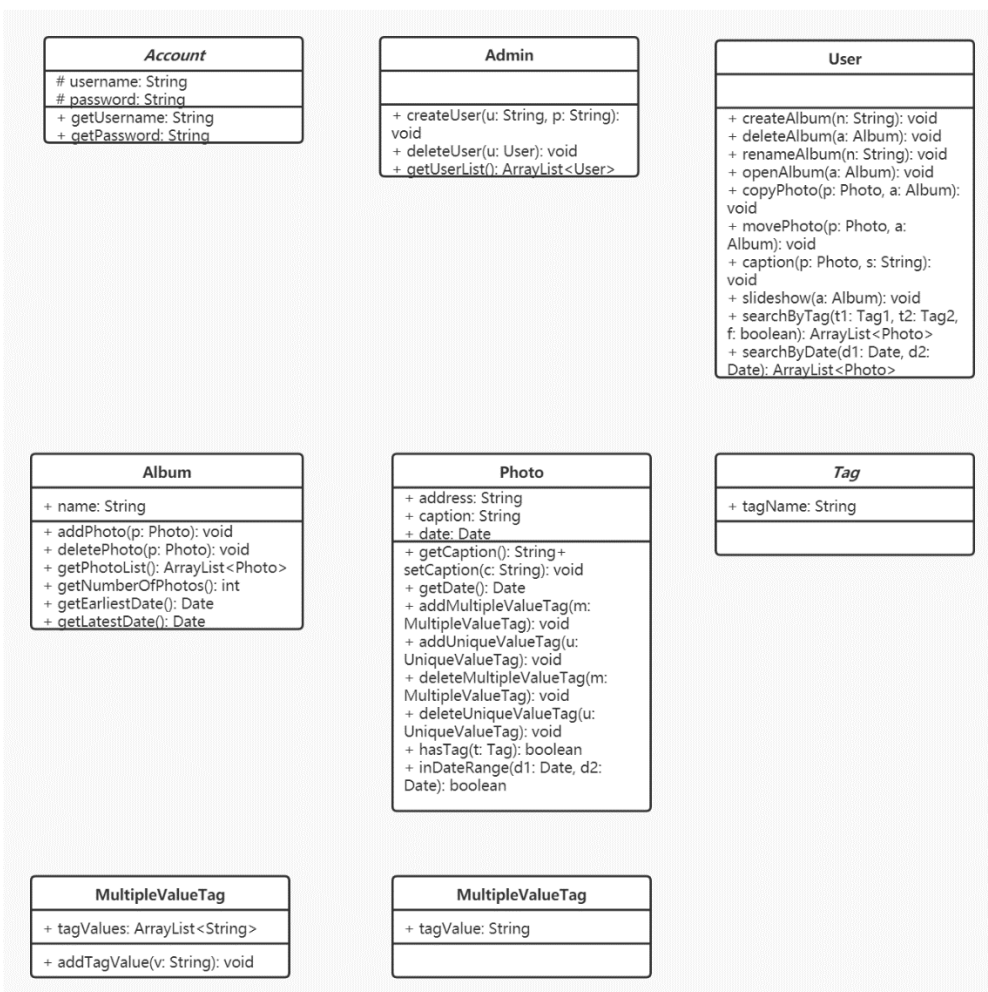 Account
# username: String
# password: String
+ getUsername: String
+ getPassword: String
Admin
+ createUser(u: String, p: String):
void
+ deleteUser(u: User): void
+ getUserList(): ArrayList<User>
User
+ createAlbum(n: String): void
+ deleteAlbum(a: Album): void
+ renameAlbum(n: String): void
+ openAlbum(a: Album): void
+ copyPhoto(p: Photo, a: Album):
void
+ movePhoto(p: Photo, a:
Album): void
+ caption(p: Photo, s: String):
void
+ slideshow(a: Album): void
+ searchByTag(t1: Tag1, t2: Tag2,
f: boolean): ArrayList<Photo>
+ searchByDate(d1: Date, d2:
Date): ArrayList<Photo>
Album
+ name: String
+ addPhoto(p: Photo): void
+ deletePhoto(p: Photo): void
+ getPhotoList(): ArrayList<Photo>
+ getNumberOfPhotos(): int
+ getEarliestDate(): Date
+ getLatestDate(): Date
Photo
+ address: String
+ caption: String
+ date: Date
+ getCaption(): String+
setCaption(c: String): void
+ getDate(): Date
+ addMultipleValueTag(m:
MultipleValueTag): void
+ addUniqueValueTag(u:
UniqueValueTag): void
+ deleteMultipleValueTag(m:
MultipleValueTag): void
+ deleteUniqueValueTag(u:
UniqueValueTag): void
+ hasTag(t: Tag): boolean
+ inDateRange(d1: Date, d2:
Date): boolean
Tag
+ tagName: String
MultipleValueTag
+ tagValues: ArrayList<String>
+ addTagValue(v: String): void
MultipleValueTag
+ tagValue: String